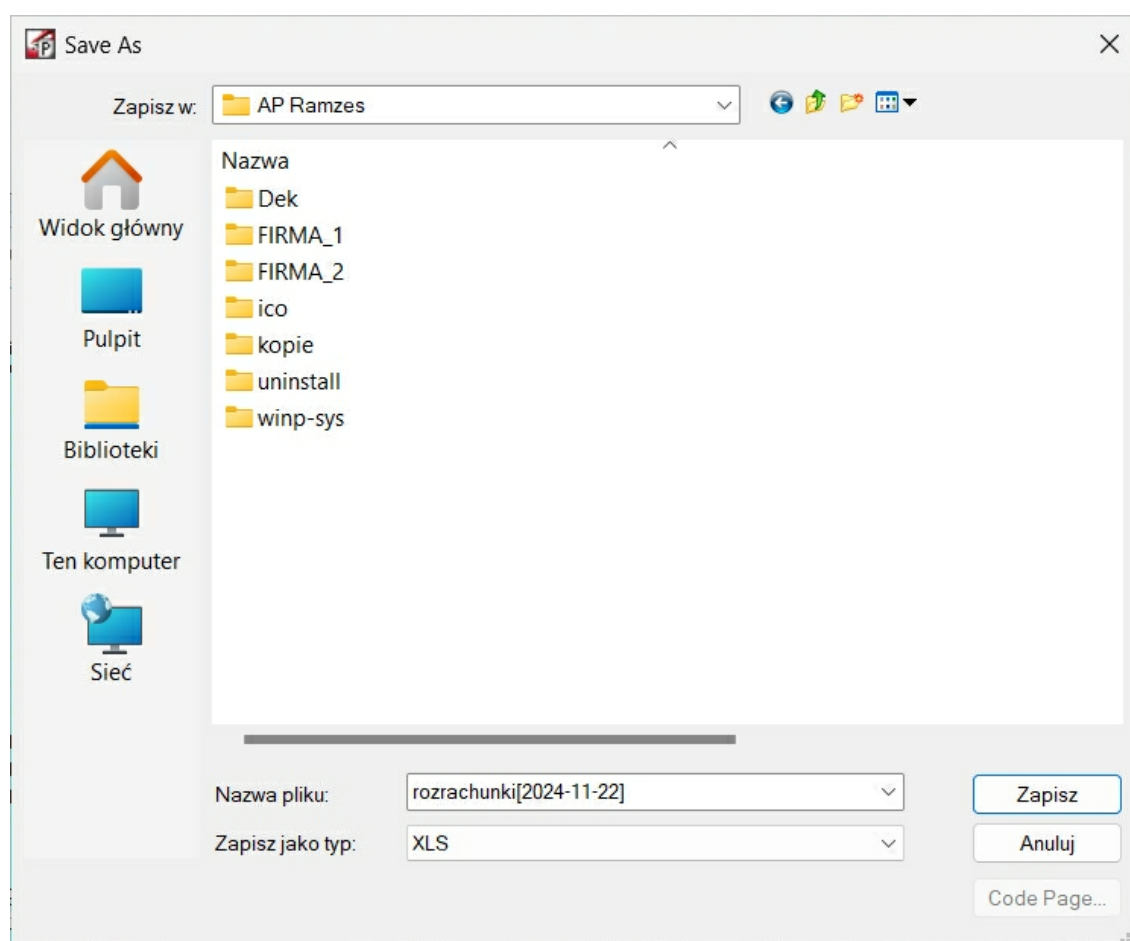 Save As
Zapisz w:
AP Ramzes
Nazwa
Dek
FIRMA_1
FIRMA_2
ico
kopie
uninstall
winp-sys
Widok główny
Pulpit
Biblioteki
Ten komputer
Sieć
Nazwa pliku:
rozrachunki[2024-11-22]
Zapisz
Zapisz jako typ:
XLS
Anuluj
Code Page...